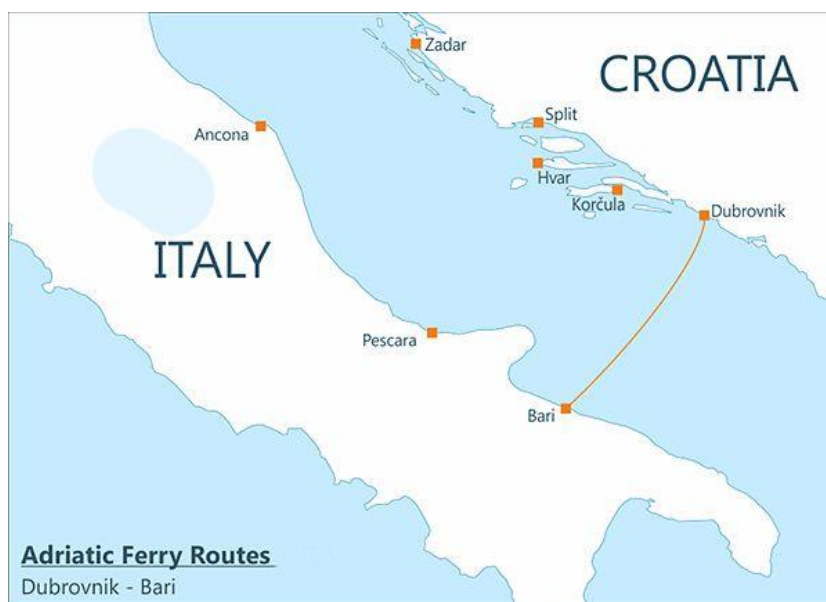 Zadar
CROATIA
Split
Ancona
Hvar
Korčula
Dubrovnik
ITALY
Pescara
Bari
Adriatic Ferry Routes
Dubrovnik - Bari